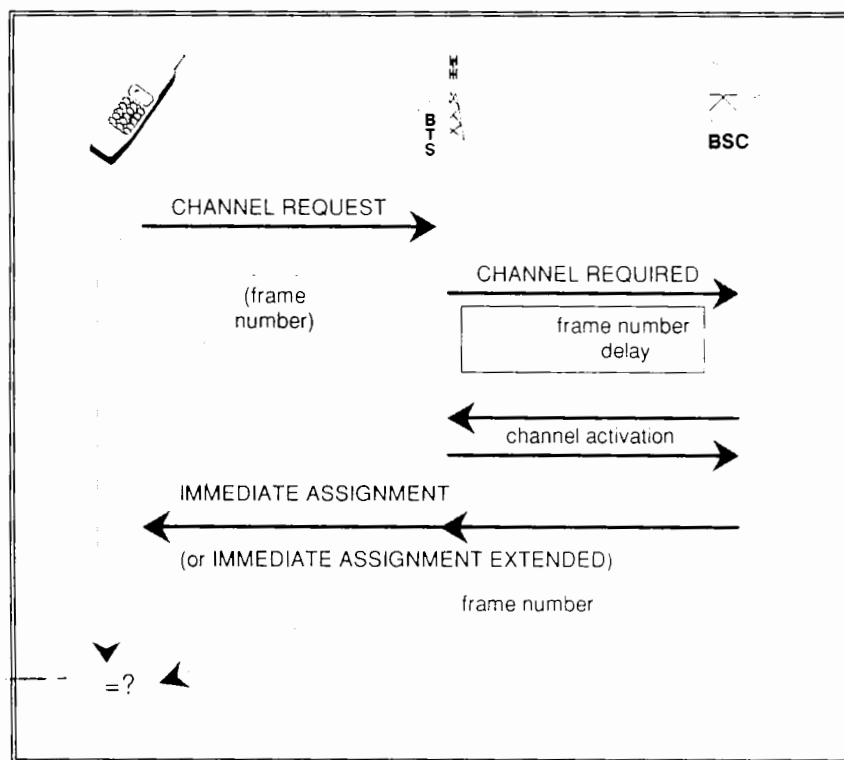 BTS
BSC
CHANNEL REQUEST
CHANNEL REQUIRED
(frame
number)
frame number
delay
channel activation
IMMEDIATE ASSIGNMENT
(or IMMEDIATE ASSIGNMENT EXTENDED)
frame number
=?